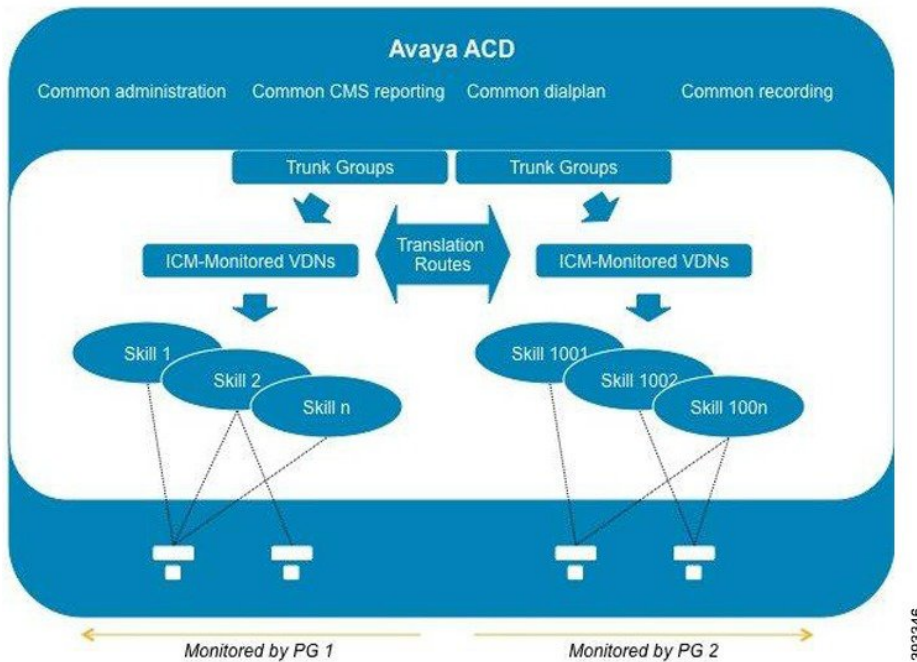 Avaya ACD
Common administration
Common CMS reporting
Common dialplan
Common recording
Trunk Groups
Trunk Groups
ICM-Monitored VDNs
Translation
Routes
ICM-Monitored VDNs
Skill 1
Skill 2
Skill n
Skill 1001
Skill 1002
Skill 100n
Monitored by PG 1
Monitored by PG 2